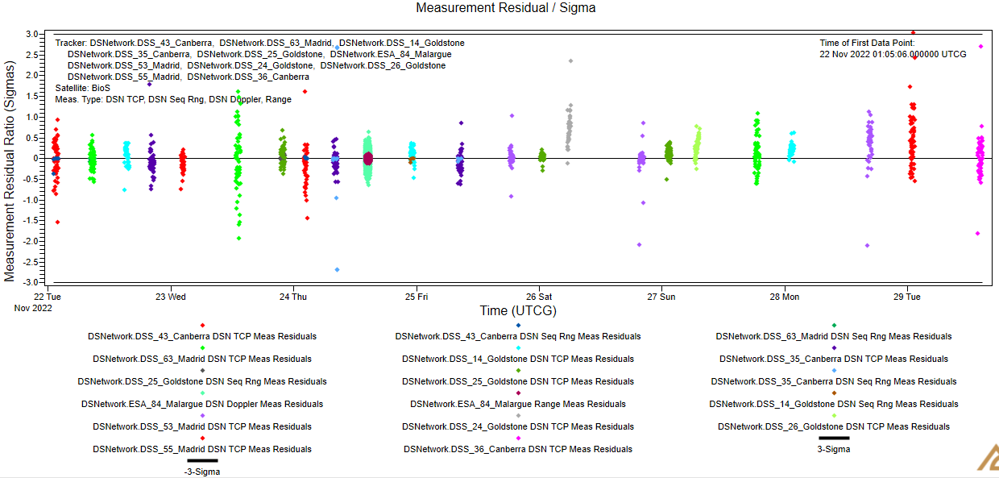 Measurement Residual / Sigma
Measurement Residual Ratio (Sigmas)
3.0
2.5
2.0
1.5
1.0
0.5
0
-0.5
-1.0
-1.5
-2.0
-2.5
-3.0
Tracker: DSNetwork.DSS_43_Canberra, DSNetwork.DSS_63_Madrid, DSNetwork.DSS_14_Goldstone
DSNetwork.DSS_35_Canberra, DSNetwork.DSS_25_Goldstone, DSNetwork.ESA_84_Malargue
DSNetwork.DSS_53_Madrid, DSNetwork.DSS_24_Goldstone, DSNetwork.DSS_26_Goldstone
DSNetwork.DSS_55_Madrid, DSNetwork.DSS_36_Canberra
Satellite: BioS
Meas. Type: DSN TCP, DSN Seq Rng, DSN Doppler, Range
Time of First Data Point:
22 Nov 2022 01:05:06.000000 UTCG
22 Tue 23 Wed 24 Thu 25 Fri 26 Sat 27 Sun 28 Mon 29 Tue
Nov 2022
Time (UTCG)
DSNetwork.DSS_43_Canberra DSN TCP Meas Residuals
DSNetwork.DSS_43_Canberra DSN Seq Rng Meas Residuals
DSNetwork.DSS_63_Madrid DSN Seq Rng Meas Residuals
DSNetwork.DSS_63_Madrid DSN TCP Meas Residuals
DSNetwork.DSS_14_Goldstone DSN TCP Meas Residuals
DSNetwork.DSS_35_Canberra DSN TCP Meas Residuals
DSNetwork.DSS_25_Goldstone DSN Seq Rng Meas Residuals
DSNetwork.DSS_25_Goldstone DSN TCP Meas Residuals
DSNetwork.DSS_35_Canberra DSN Seq Rng Meas Residuals
DSNetwork.ESA_84_Malargue DSN Doppler Meas Residuals
DSNetwork.ESA_84_Malargue Range Meas Residuals
DSNetwork.DSS_14_Goldstone DSN Seq Rng Meas Residuals
DSNetwork.DSS_53_Madrid DSN TCP Meas Residuals
DSNetwork.DSS_24_Goldstone DSN TCP Meas Residuals
DSNetwork.DSS_26_Goldstone DSN TCP Meas Residuals
DSNetwork.DSS_55_Madrid DSN TCP Meas Residuals
DSNetwork.DSS_36_Canberra DSN TCP Meas Residuals
3-Sigma
-3-Sigma